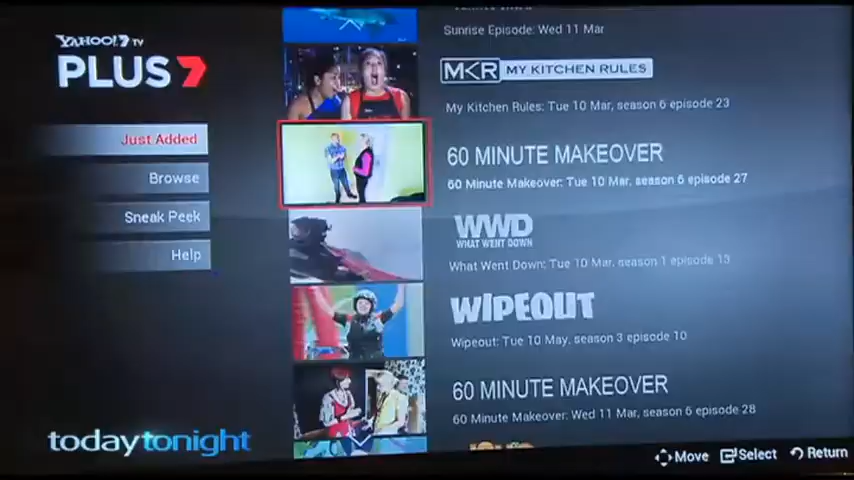 YAHOO!7 TV
PLUS 7
Just Added
Browse
Sneak Peek
Help
Sunrise Episode: Wed 11 Mar
MKR MY KITCHEN RULES
My Kitchen Rules: Tue 10 Mar, season 6 episode 23
60 MINUTE MAKEOVER
60 Minute Makeover: Tue 10 Mar, season 6 episode 27
WWD
WHAT WENT DOWN
What Went Down: Tue 10 Mar, season 1 episode 13
WIPEOUT
Wipeout: Tue 10 May, season 3 episode 10
60 MINUTE MAKEOVER
60 Minute Makeover: Wed 11 Mar, season 6 episode 28
todaytonight
Move Select Return